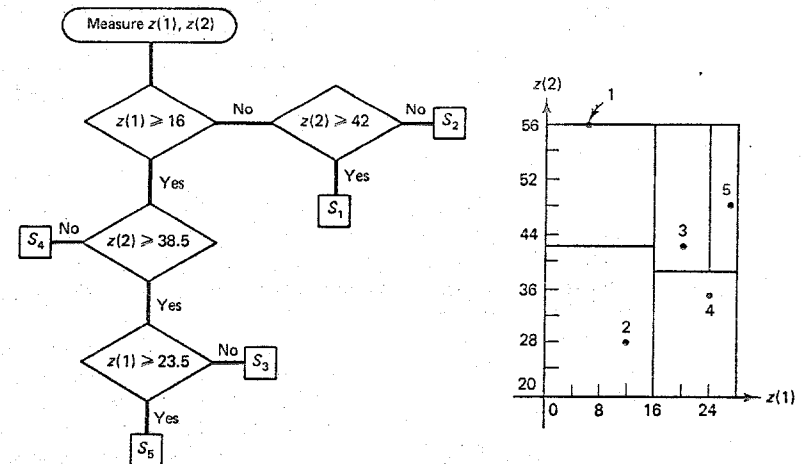 Measure z(1), z(2)
z(1) ⩾ 16
No
z(2) ⩾ 42
No
S₂
Yes
S₁
Yes
S₄
No
z(2) ⩾ 38.5
Yes
z(1) ⩾ 23.5
No
S₃
Yes
S₅
z(2)
1
56
52
44
36
28
20
5
3
4
2
0
8
16
24
z(1)